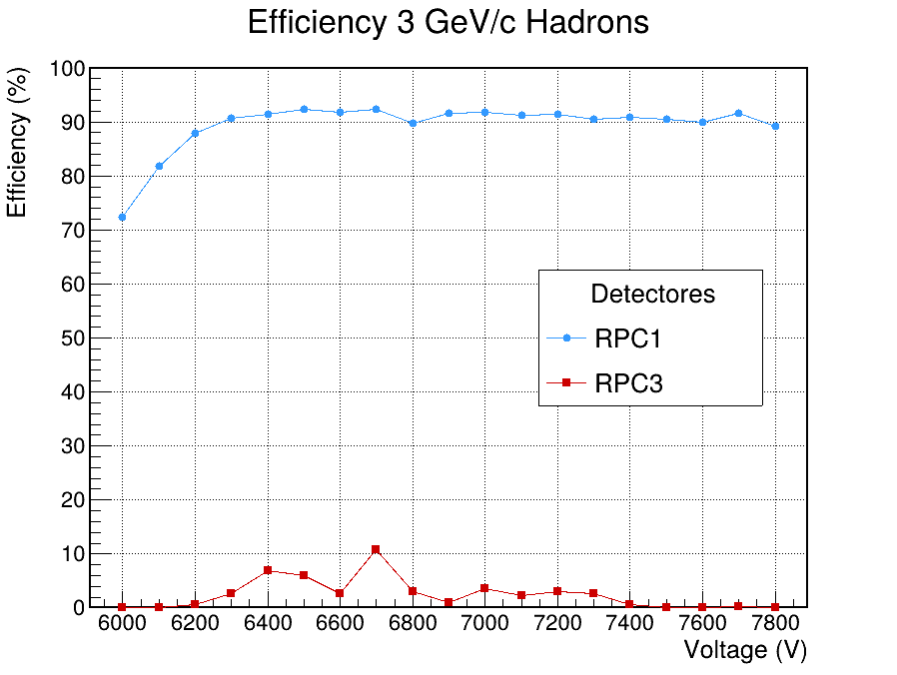 Efficiency 3 GeV/c Hadrons
Efficiency (%)
100
90
80
70
60
50
40
30
20
10
0
Detectores
RPC1
RPC3
6000 6200 6400 6600 6800 7000 7200 7400 7600 7800
Voltage (V)